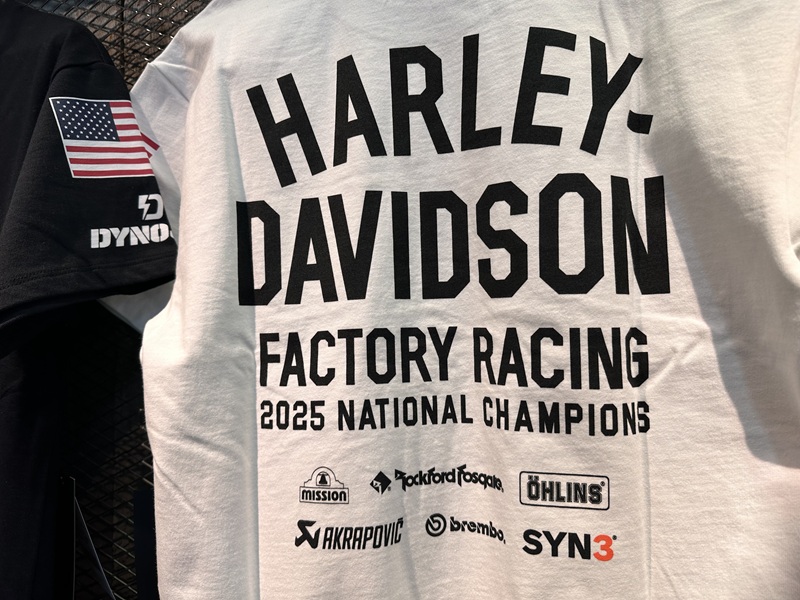 HARLEY-
DAVIDSON
FACTORY RACING
2025 NATIONAL CHAMPIONS
MISSION
Rockford Fosgate
ÖHLINS
AKRAPOVIČ
brembo
SYN3